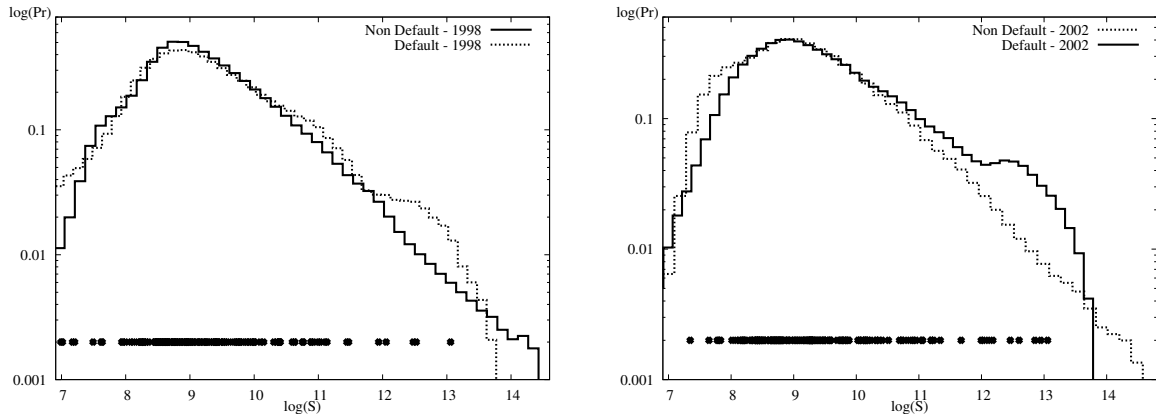 log(Pr)
Non Default - 1998
Default - 1998
0.1
0.01
0.001
7 8 9 10 11 12 13 14
log(S)
log(Pr)
Non Default - 2002
Default - 2002
0.1
0.01
0.001
7 8 9 10 11 12 13 14
log(S)